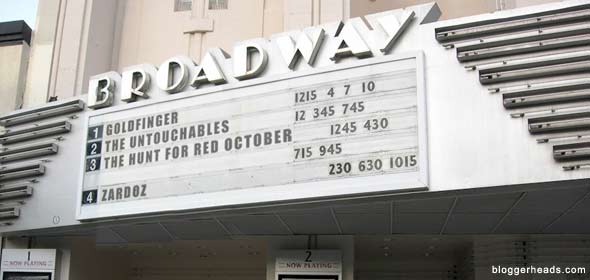 BROADWAY
1 GOLDFINGER 1215 4 7 10
2 THE UNTOUCHABLES 12 345 745
3 THE HUNT FOR RED OCTOBER 1245 430
715 945
4 ZARDOZ 230 630 1015
1 2
NOW PLAYING NOW PLAYING
bloggerheads.com